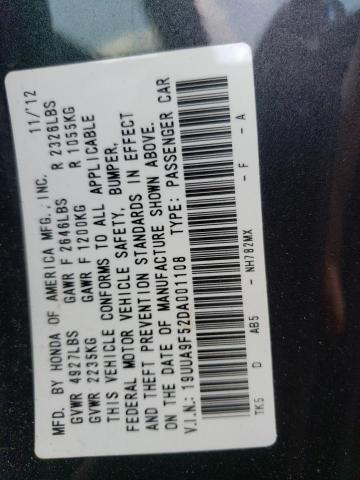 MFD. BY HONDA OF AMERICA MFG., INC. 11/'12
GVWR 4927LBS GAWR F 2646LBS R 2326LBS
GVWR 2235KG GAWR F 1200KG R 1055KG
THIS VEHICLE CONFORMS TO ALL APPLICABLE
FEDERAL MOTOR VEHICLE SAFETY, BUMPER,
AND THEFT PREVENTION STANDARDS IN EFFECT
ON THE DATE OF MANUFACTURE SHOWN ABOVE.
V.I.N.: 19UUA9F52DA001108 TYPE: PASSENGER CAR
TK5 D AB5 - NH782MX - F - A